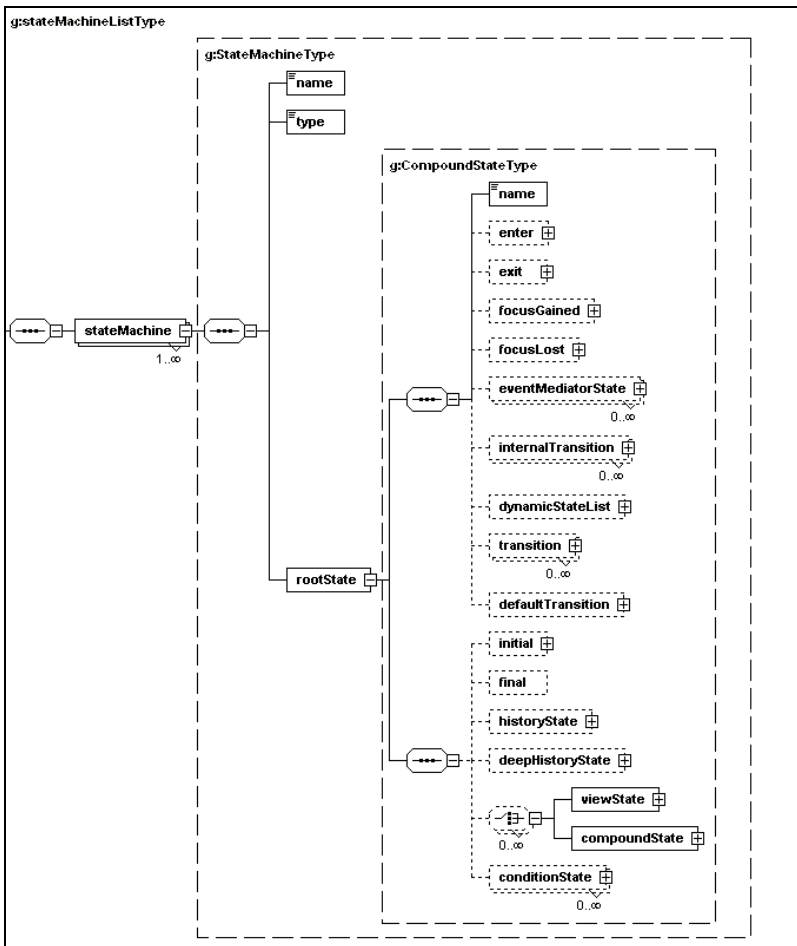 g:stateMachineListType
g:StateMachineType
name
type
g:CompoundStateType
name
enter
exit
focusGained
focusLost
stateMachine
1..∞
eventMediatorState
0..∞
internalTransition
0..∞
dynamicStateList
transition
0..∞
rootState
defaultTransition
initial
final
historyState
deepHistoryState
viewState
0..∞
compoundState
conditionState
0..∞